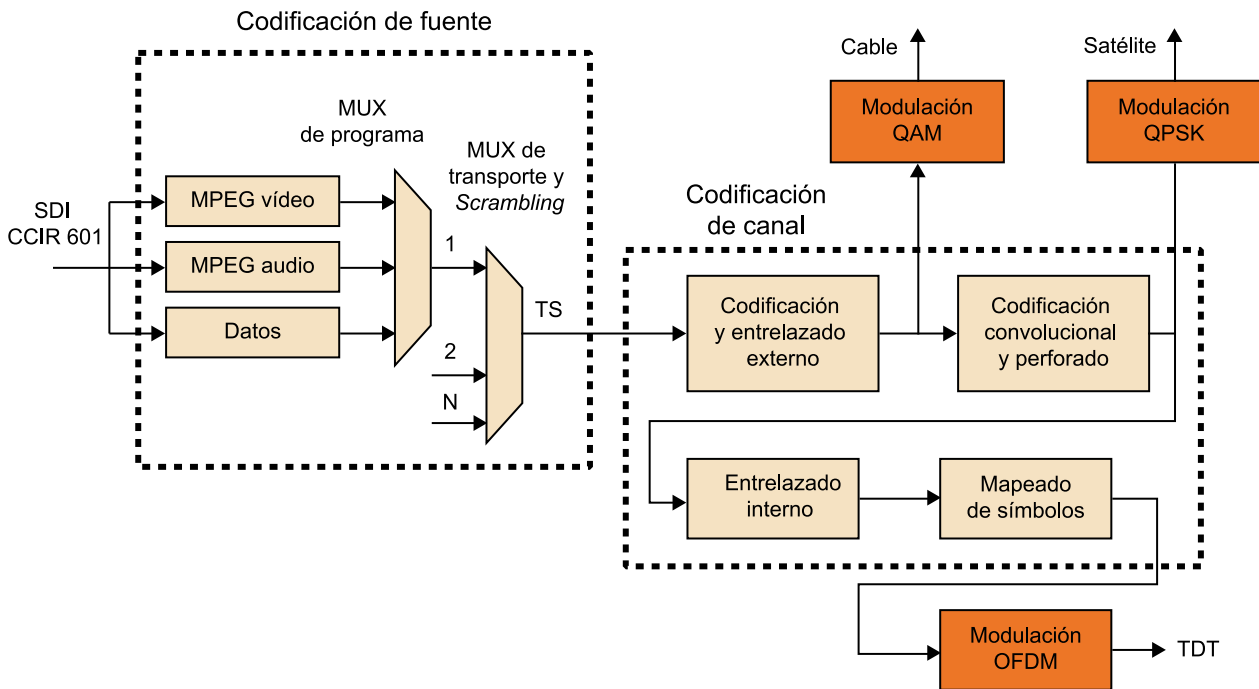 Codificación de fuente
Cable
Satélite
MUX
de programa
MUX de
transporte y
Scrambling
Modulación
QAM
Modulación
QPSK
SDI
CCIR 601
MPEG vídeo
MPEG audio
Datos
1
2
N
TS
Codificación
de canal
Codificación
y entrelazado
externo
Codificación
convolucional
y perforado
Entrelazado
interno
Mapeado
de símbolos
Modulación
OFDM
TDT